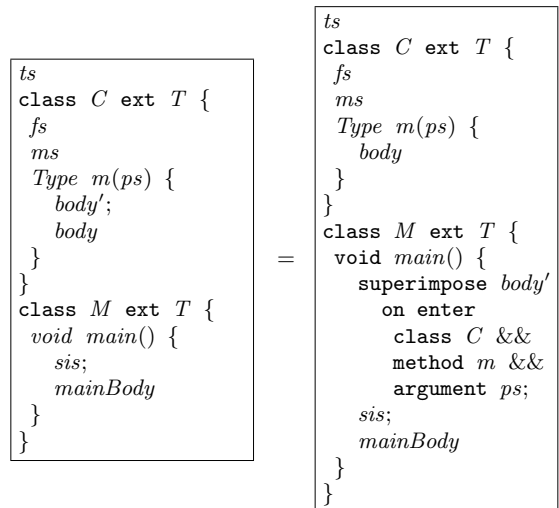 ts
class C ext T {
fs
ms
Type m(ps) {
body′;
body
}
}
class M ext T {
void main() {
sis;
mainBody
}
}
=
ts
class C ext T {
fs
ms
Type m(ps) {
body
}
}
class M ext T {
void main() {
superimpose body′
on enter
class C &&
method m &&
argument ps;
sis;
mainBody
}
}